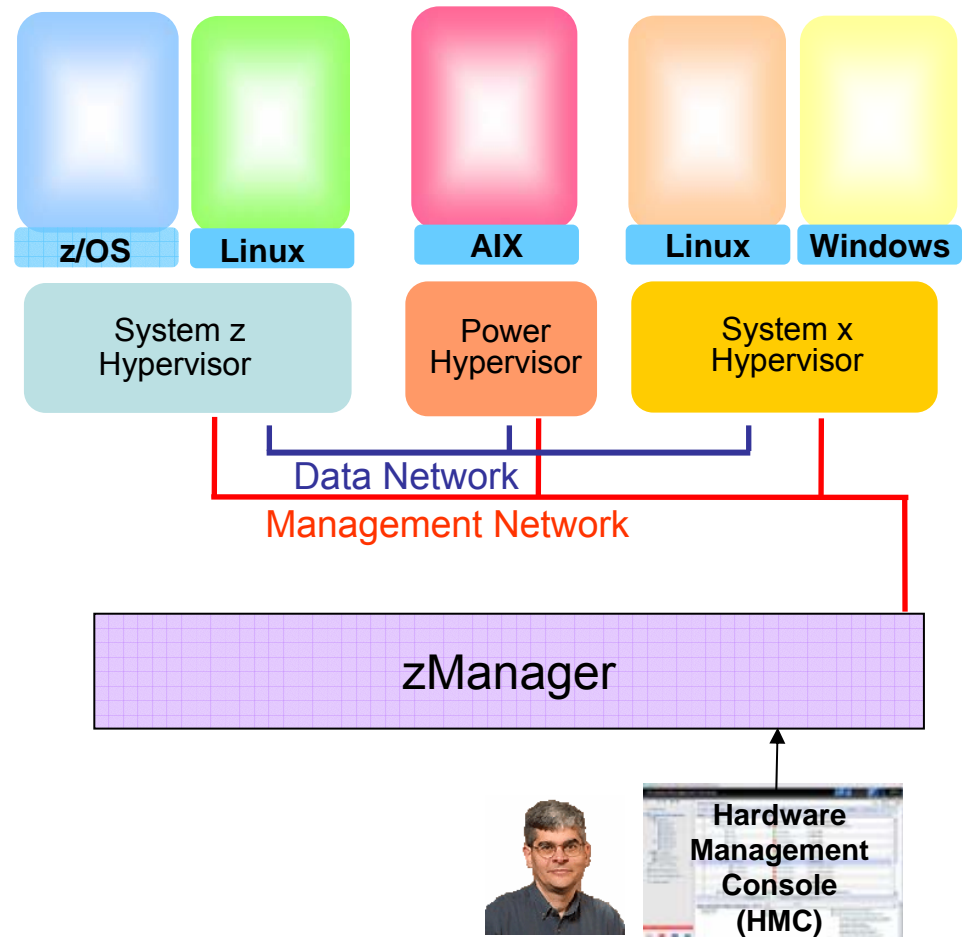 z/OS
Linux
AIX
Linux
Windows
System z
Hypervisor
Power
Hypervisor
System x
Hypervisor
Data Network
Management Network
zManager
Hardware
Management
Console
(HMC)